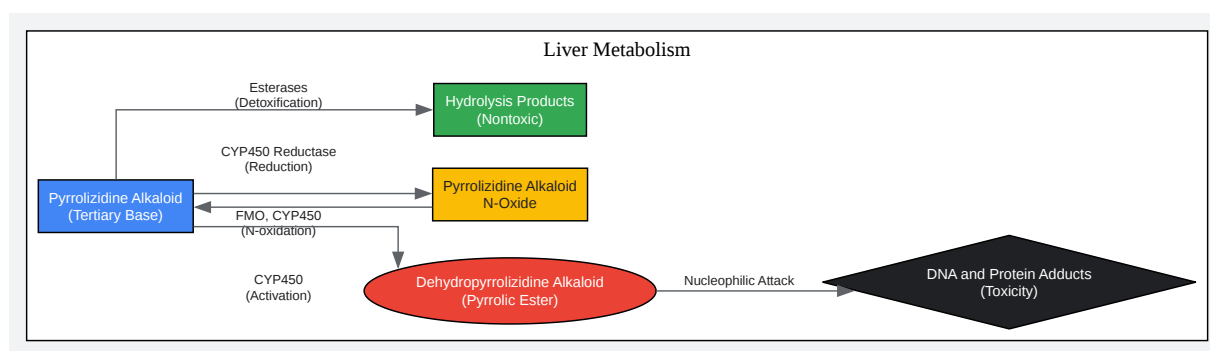 Liver Metabolism
Esterases
(Detoxification)
Hydrolysis Products
(Nontoxic)
CYP450 Reductase
(Reduction)
Pyrrolizidine Alkaloid
(Tertiary Base)
Pyrrolizidine Alkaloid
N-Oxide
FMO, CYP450
(N-oxidation)
CYP450
(Activation)
Dehydropyrrolizidine Alkaloid
(Pyrrolic Ester)
Nucleophilic Attack
DNA and Protein Adducts
(Toxicity)